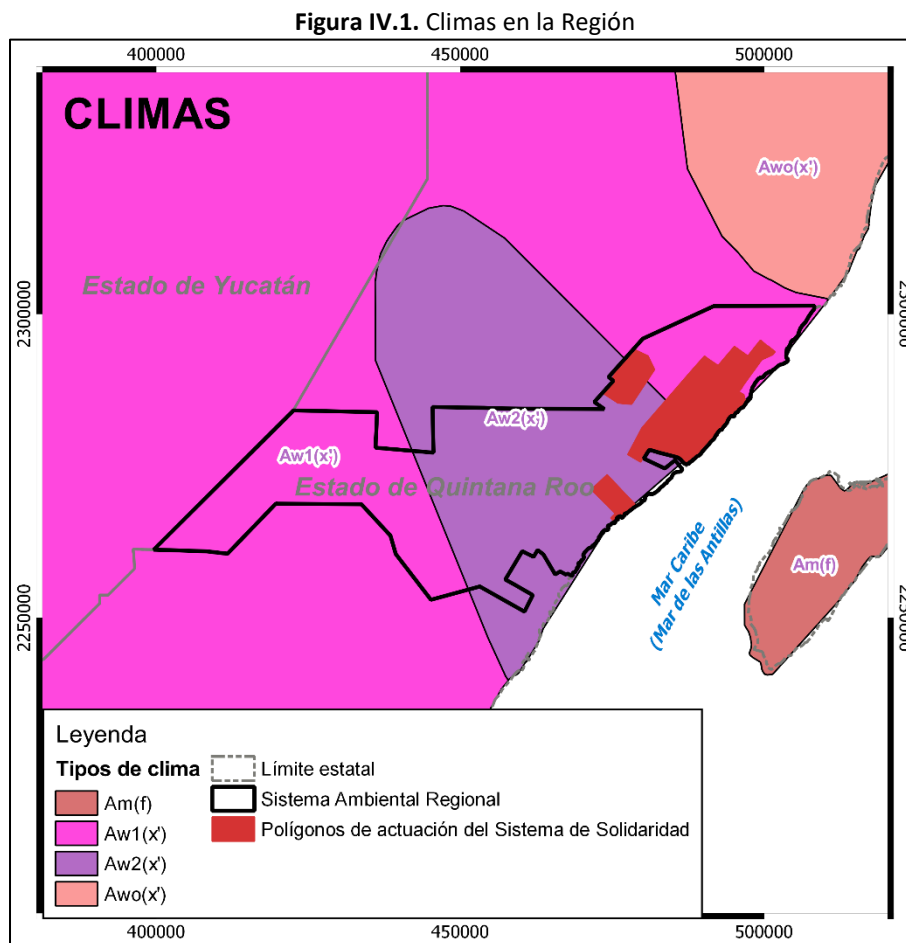 Figura IV.1. Climas en la Región
400000 450000 500000
CLIMAS
Awo(x')
Estado de Yucatán
2300000 2300000
Aw2(x')
Aw1(x')
Estado de Quintana Roo
Mar Caribe
(Mar de las Antillas)
Am(f)
2250000 2250000
Leyenda
Tipos de clima
Am(f)
Aw1(x')
Aw2(x')
Awo(x')
Límite estatal
Sistema Ambiental Regional
Polígonos de actuación del Sistema de Solidaridad
400000 450000 500000